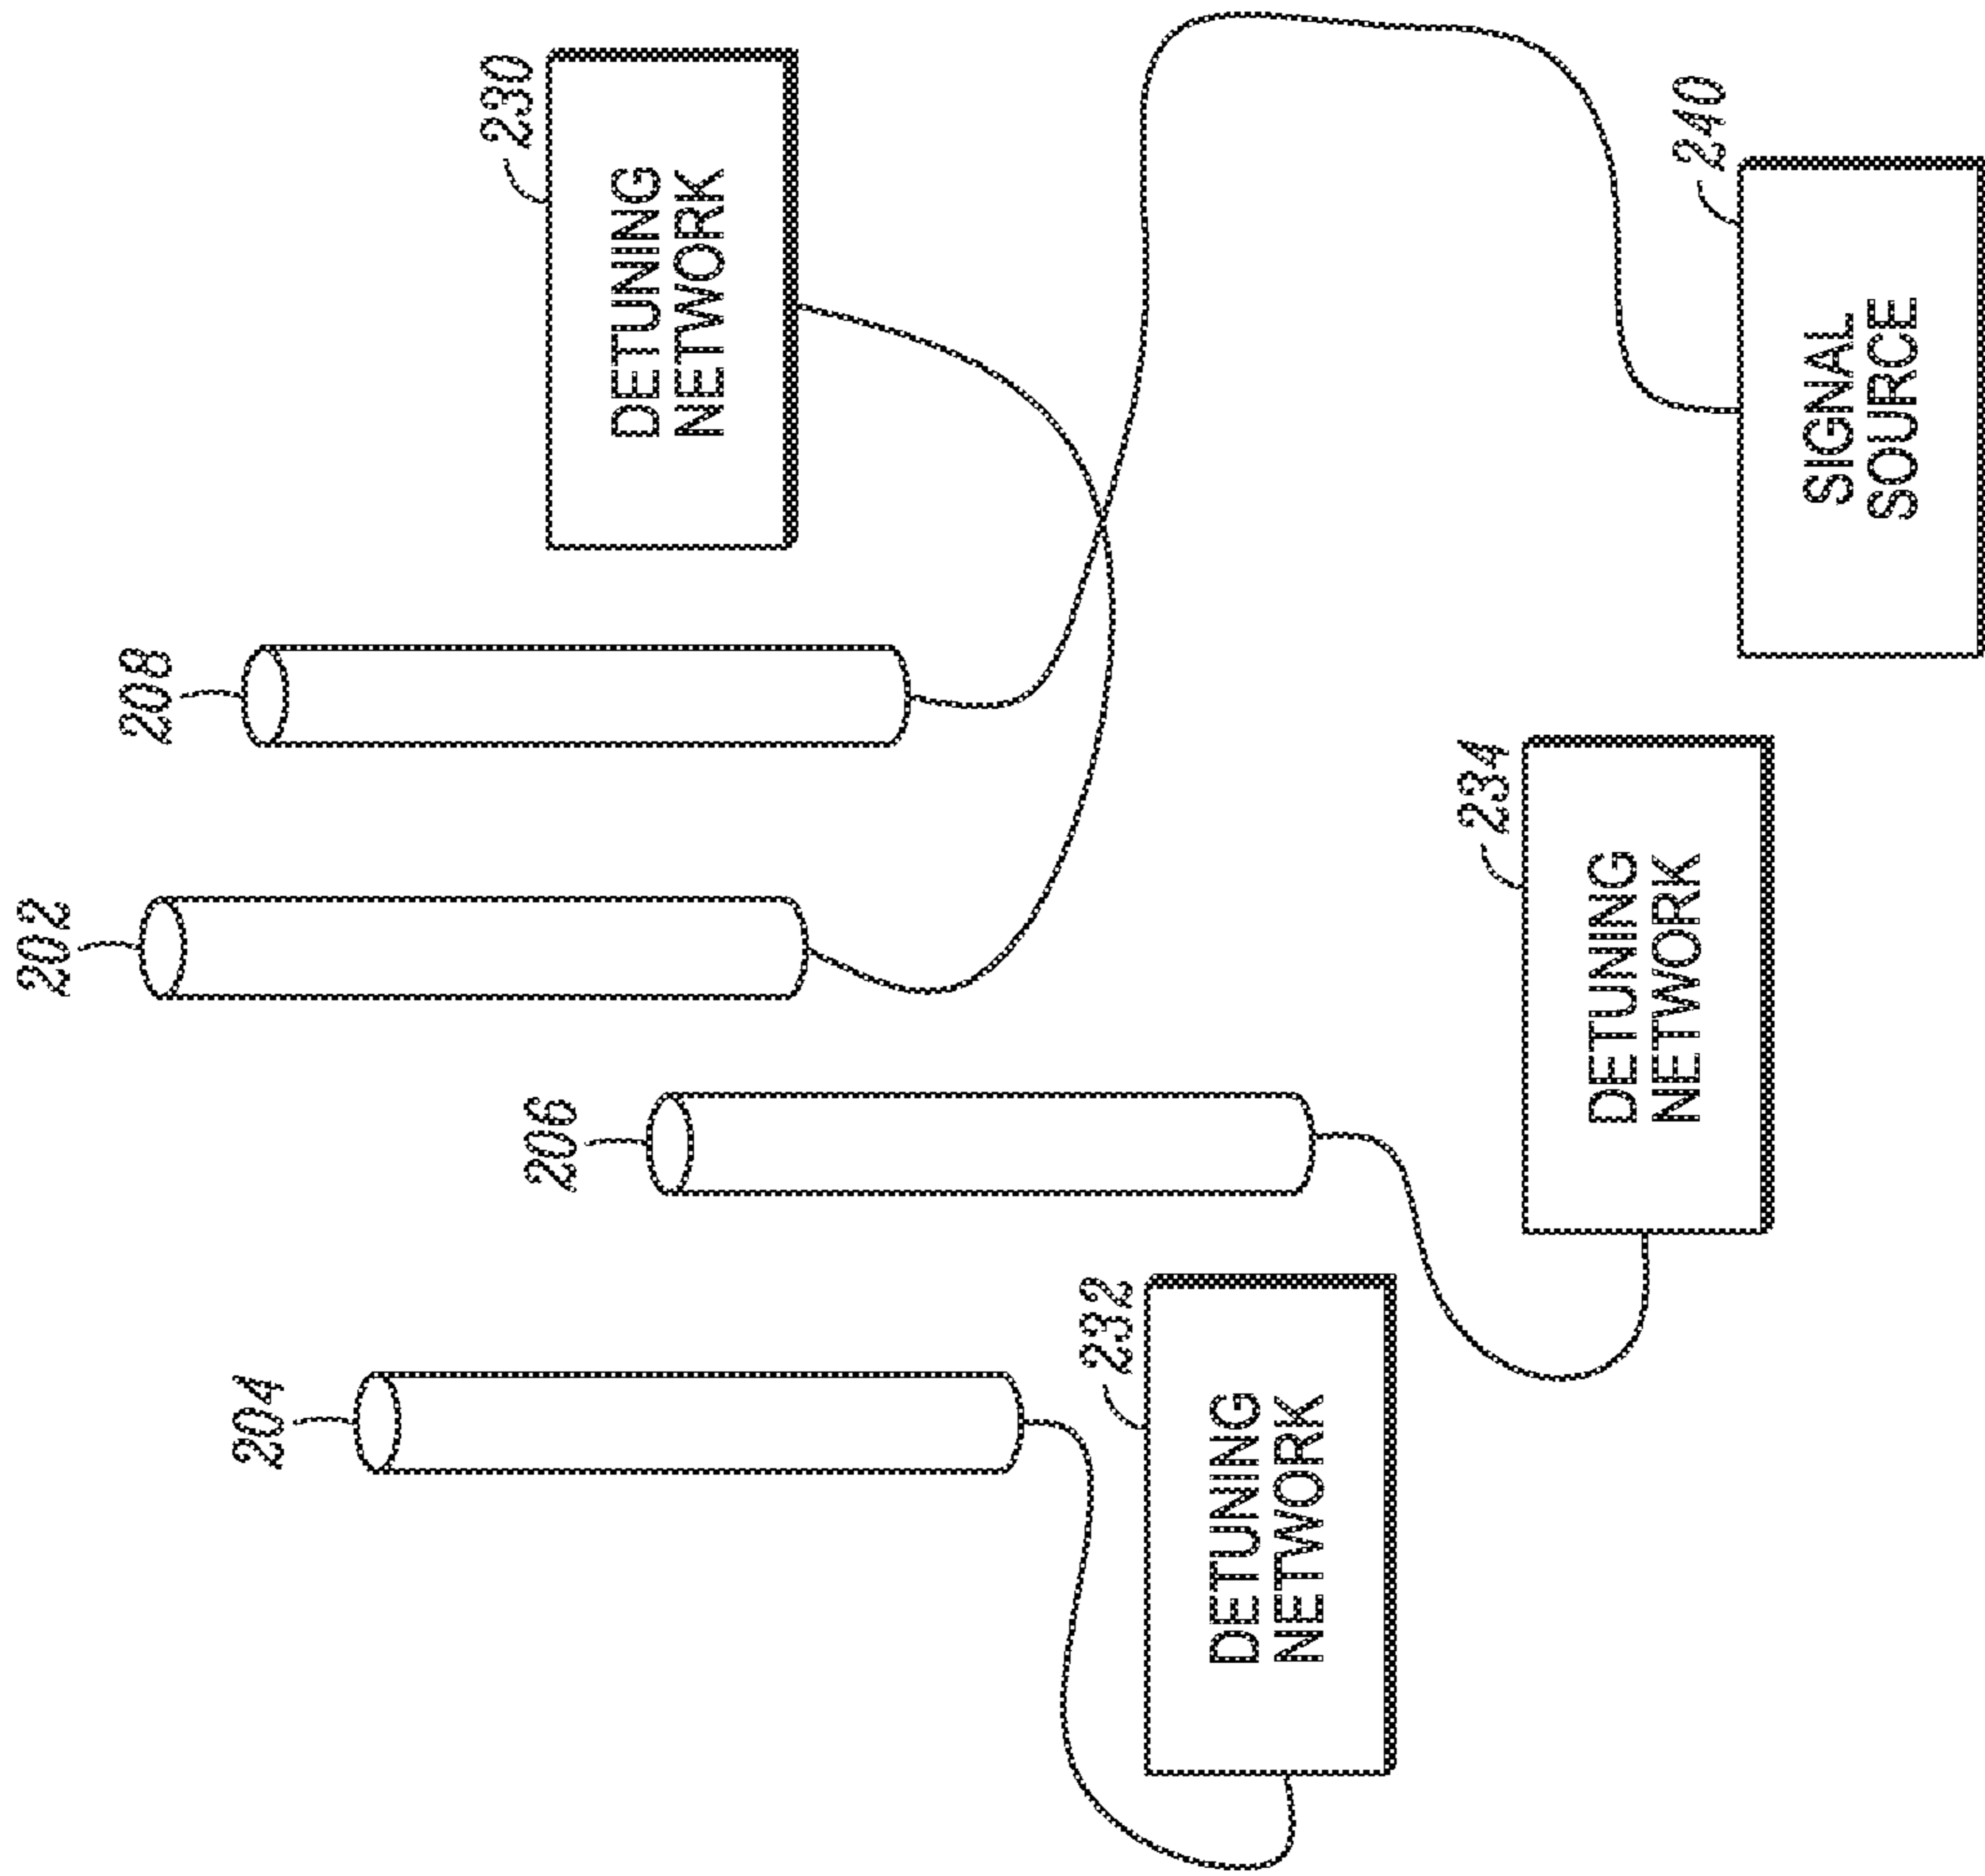 202
208
230
DETUNING
NETWORK
204
206
232
DETUNING
NETWORK
234
DETUNING
NETWORK
240
SIGNAL
SOURCE